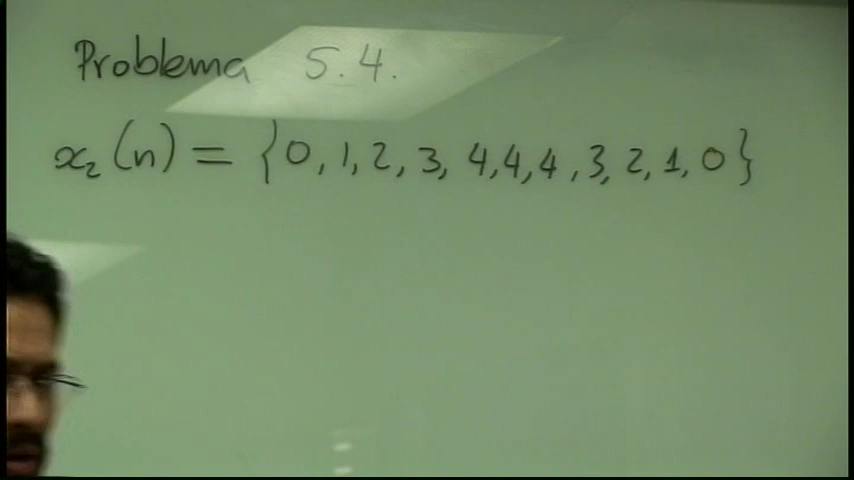 Problema 5.4.
x₂(n) = {0,1,2,3,4,4,4,3,2,1,0}